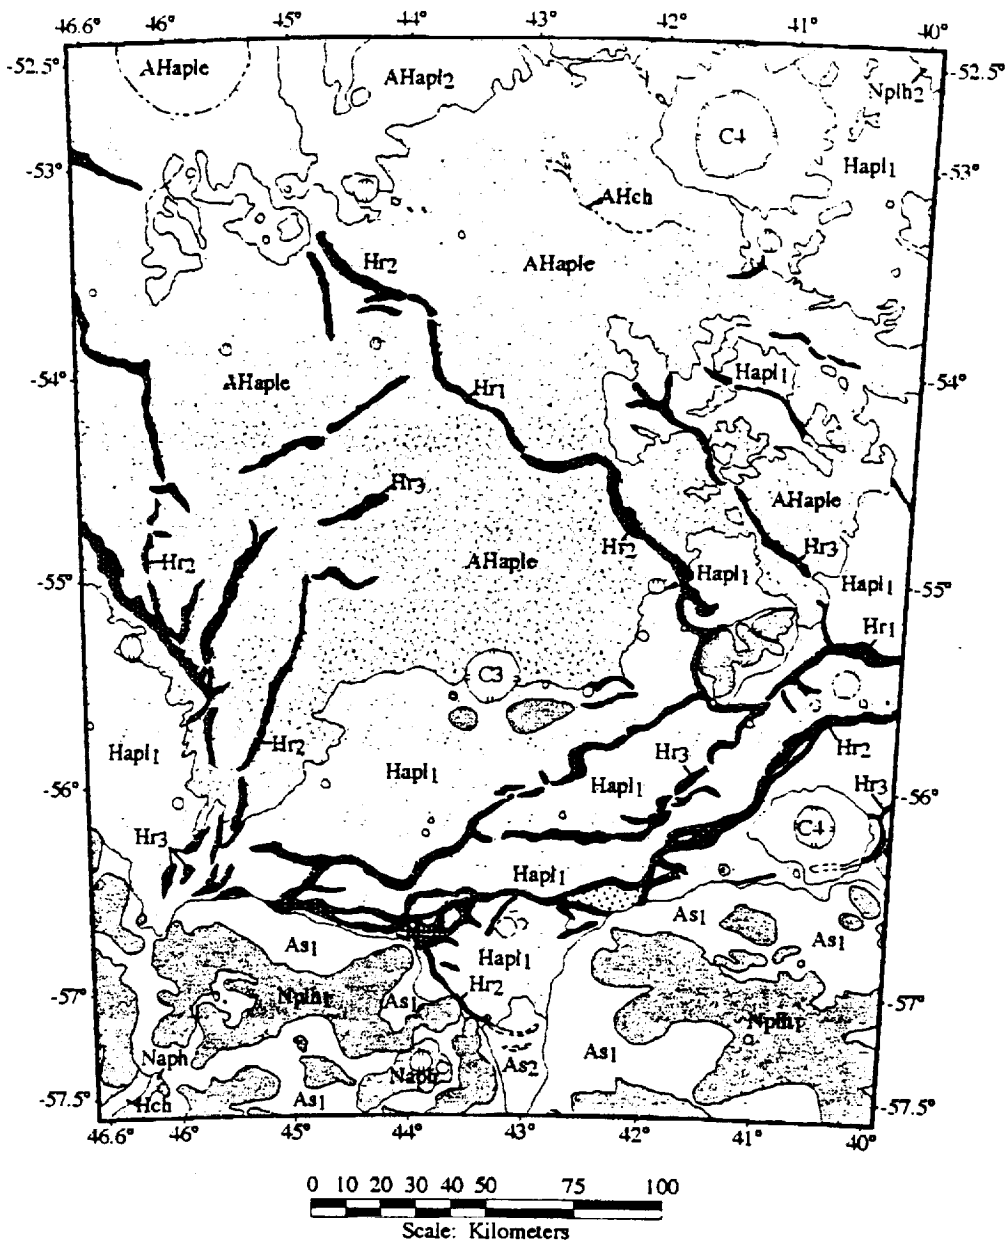 46.6° 46° 45° 44° 43° 42° 41° 40°
-52.5° AHaple AHapl2 Nplh2 -52.5°
C4
-53° Hapl1 -53°
AHch
Hr2 AHaple
-54° AHaple Hr1 Hapl1 -54°
Hr3 AHaple
Hr2 AHaple Hr2 Hr3
-55° Hapl1 Hapl1 -55°
Hr1
C3
Hapl1 Hr2 Hr3 Hr2
Hapl1 Hapl1
-56° Hr3 -56°
Hr3 C4
Hapl1
As1 As1 As1
Hapl1
-57° Nplh1 As1 Hr2 Nplh1 -57°
Naph Naph As2 As1
Hch As1
-57.5° -57.5°
46.6° 46° 45° 44° 43° 42° 41° 40°
0 10 20 30 40 50 75 100
Scale: Kilometers